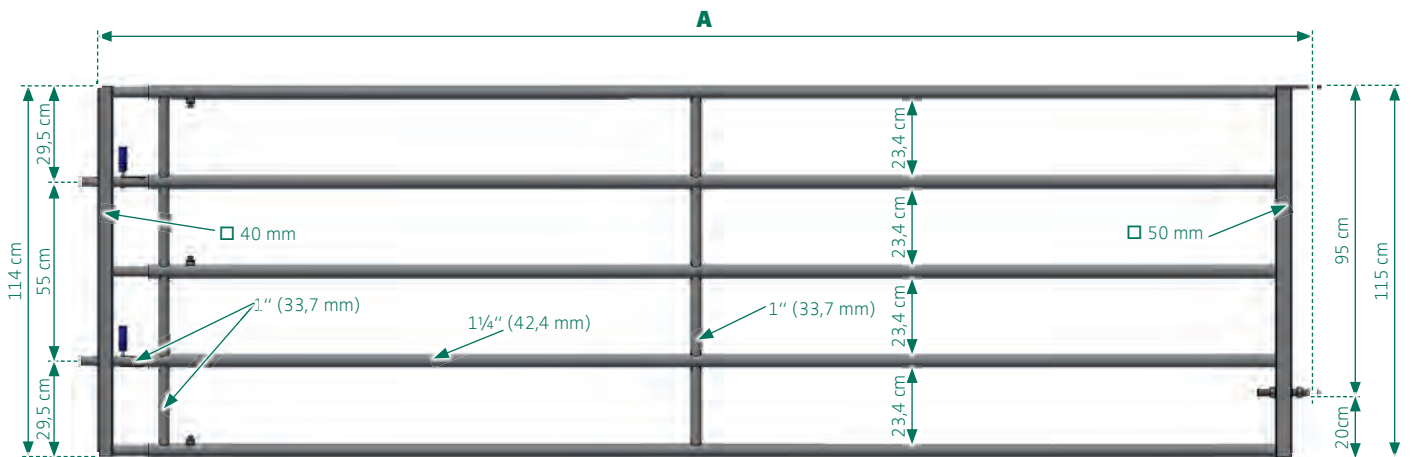 A
114 cm
29,5 cm
55 cm
29,5 cm
□ 40 mm
1“ (33,7 mm)
1¼“ (42,4 mm)
1“ (33,7 mm)
23,4 cm
23,4 cm
23,4 cm
23,4 cm
□ 50 mm
95 cm
20cm
115 cm